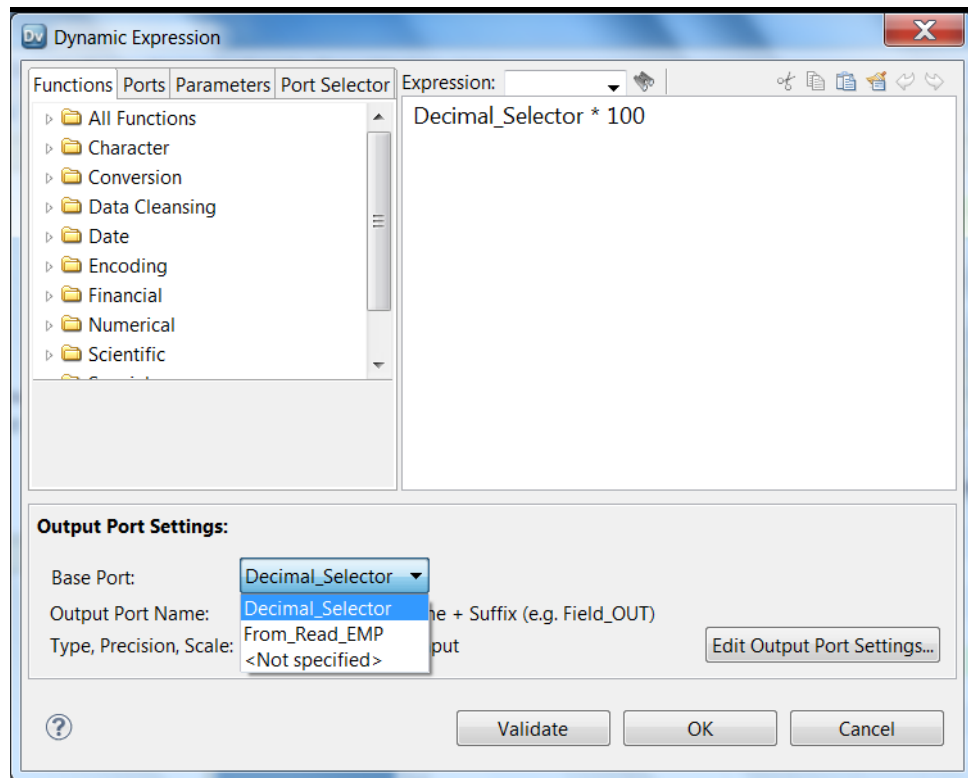 Dv Dynamic Expression
X
Functions Ports Parameters Port Selector
Expression:
All Functions
Character
Conversion
Data Cleansing
Date
Encoding
Financial
Numerical
Scientific
Decimal_Selector * 100
Output Port Settings:
Base Port: Decimal_Selector
Decimal_Selector
From_Read_EMP
<Not specified>
Output Port Name: + Suffix (e.g. Field_OUT)
Type, Precision, Scale:
Edit Output Port Settings...
?
Validate
OK
Cancel